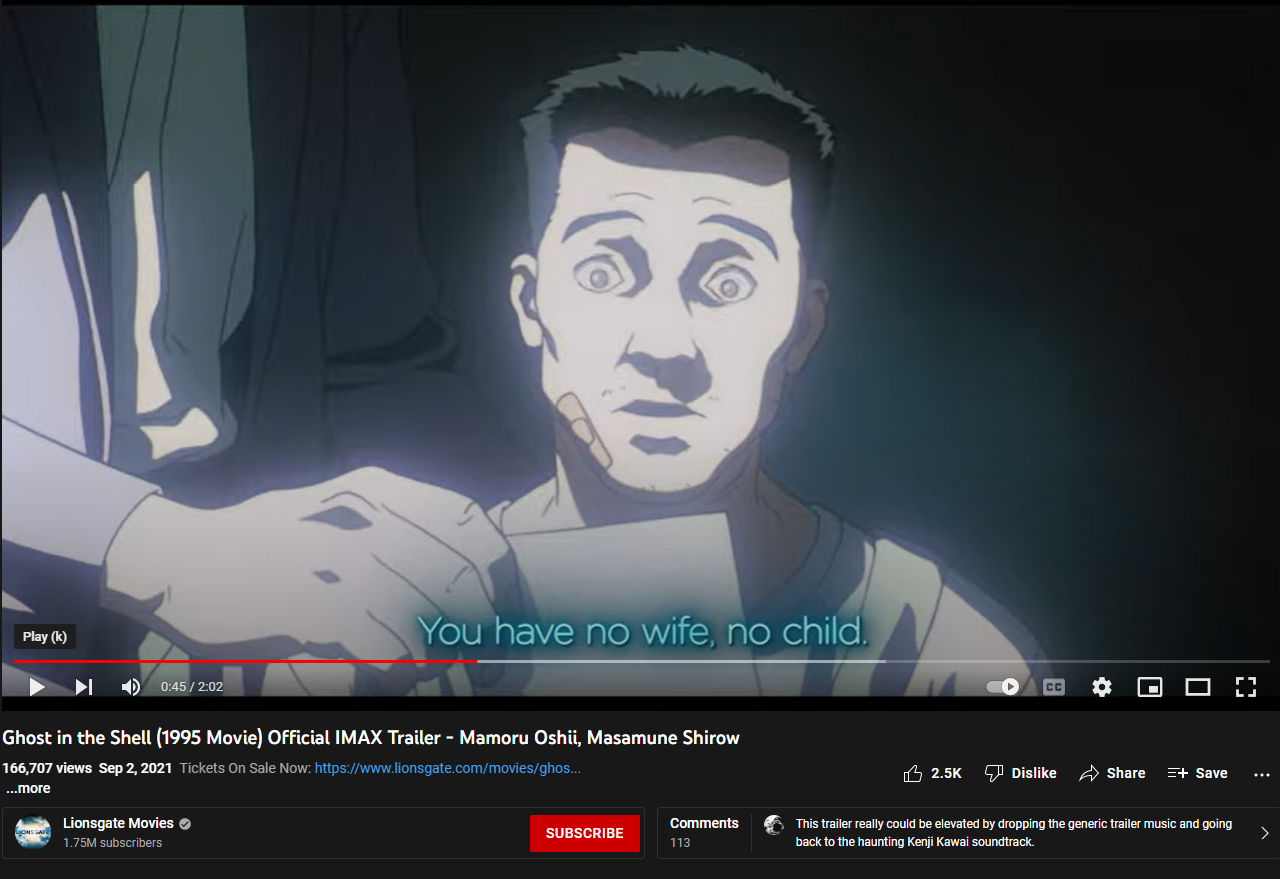 You have no wife, no child.
Play (k)
0:45 / 2:02
CC
Ghost in the Shell (1995 Movie) Official IMAX Trailer - Mamoru Oshii, Masamune Shirow
166,707 views Sep 2, 2021 Tickets On Sale Now: https://www.lionsgate.com/movies/ghos...
...more
2.5K Dislike Share Save
LIONSGATE
Lionsgate Movies
1.75M subscribers
SUBSCRIBE
Comments
113
This trailer really could be elevated by dropping the generic trailer music and going
back to the haunting Kenji Kawai soundtrack.